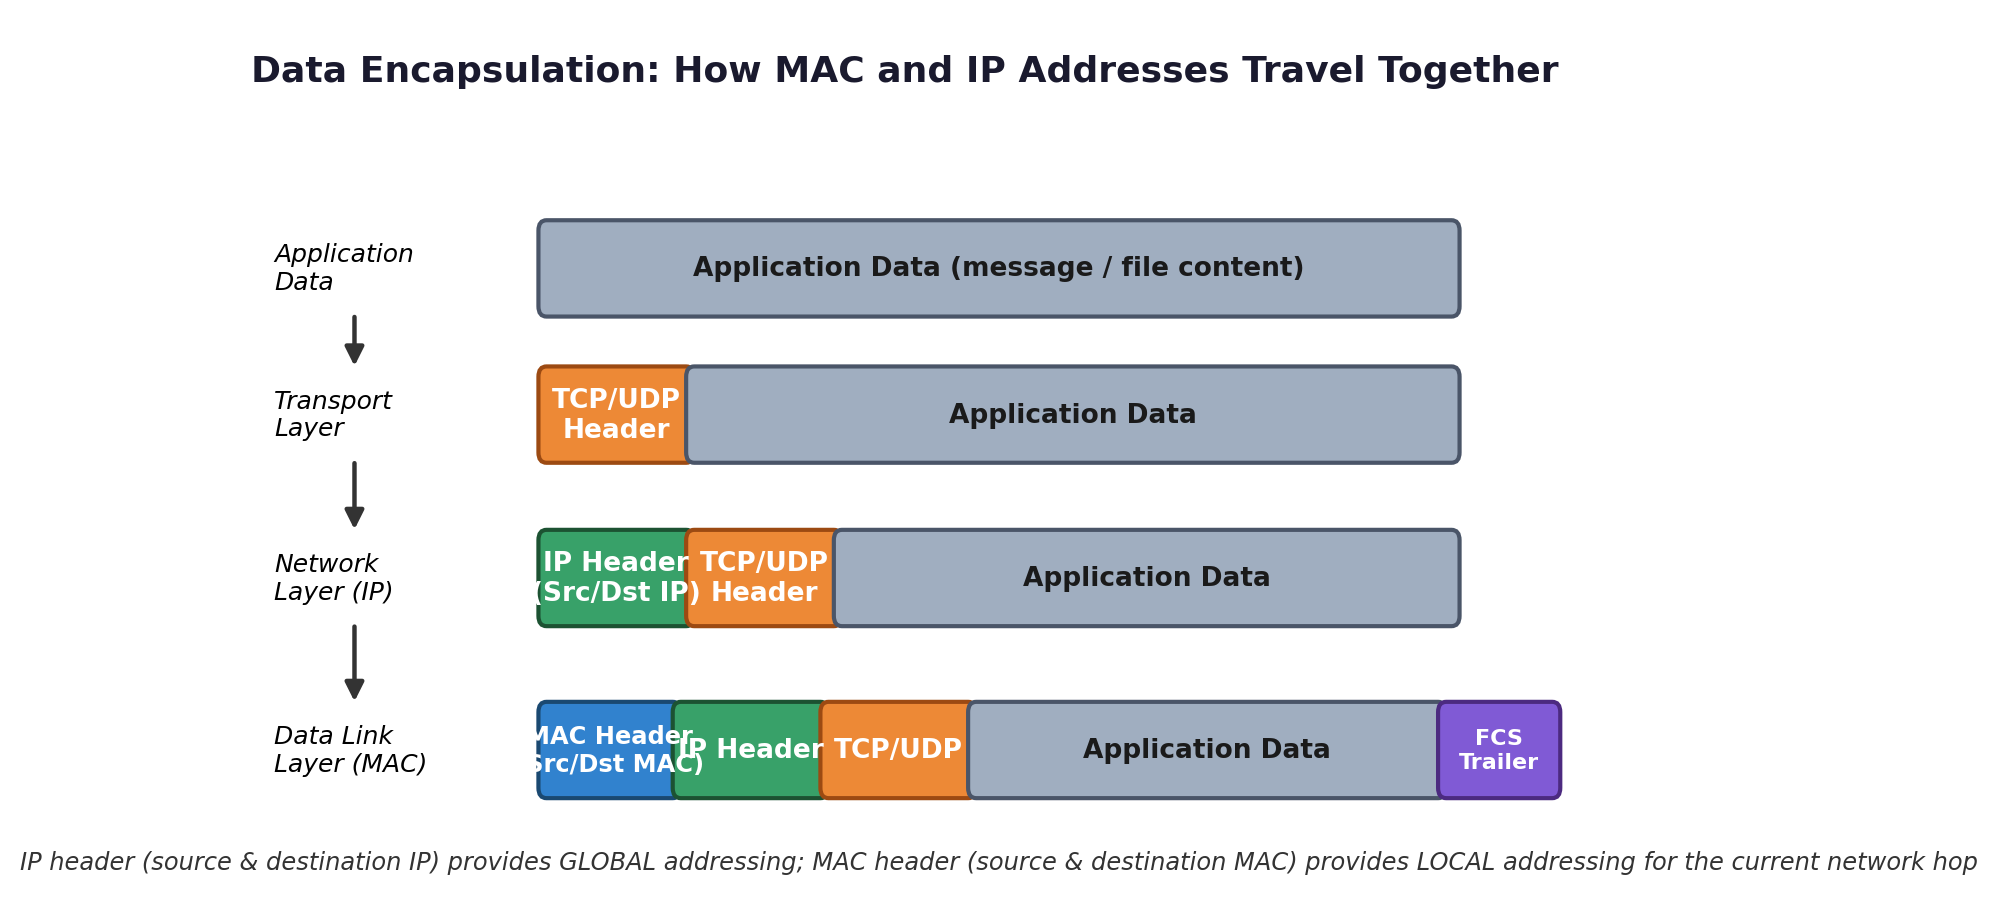 Data Encapsulation: How MAC and IP Addresses Travel Together
Application
Data
Application Data (message / file content)
Transport
Layer
TCP/UDP
Header
Application Data
Network
Layer (IP)
IP Header
(Src/Dst IP)
TCP/UDP
Header
Application Data
Data Link
Layer (MAC)
MAC Header
(Src/Dst MAC)
IP Header
TCP/UDP
Application Data
FCS
Trailer
IP header (source & destination IP) provides GLOBAL addressing; MAC header (source & destination MAC) provides LOCAL addressing for the current network hop